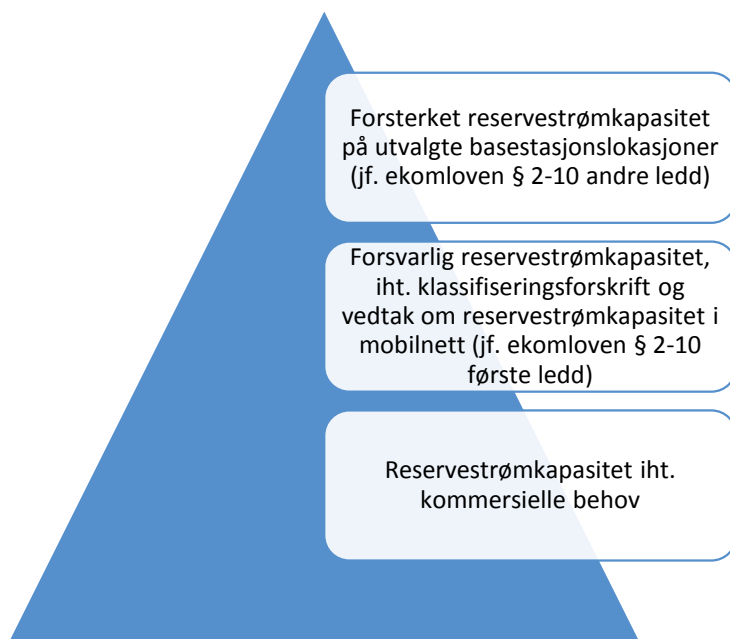 Forsterket reservestrømkapasitet
på utvalgte basestasjonslokasjoner
(jf. ekomloven § 2-10 andre ledd)
Forsvarlig reservestrømkapasitet,
iht. klassifiseringsforskrift og
vedtak om reservestrømkapasitet i
mobilnett (jf. ekomloven § 2-10
første ledd)
Reservestrømkapasitet iht.
kommersielle behov